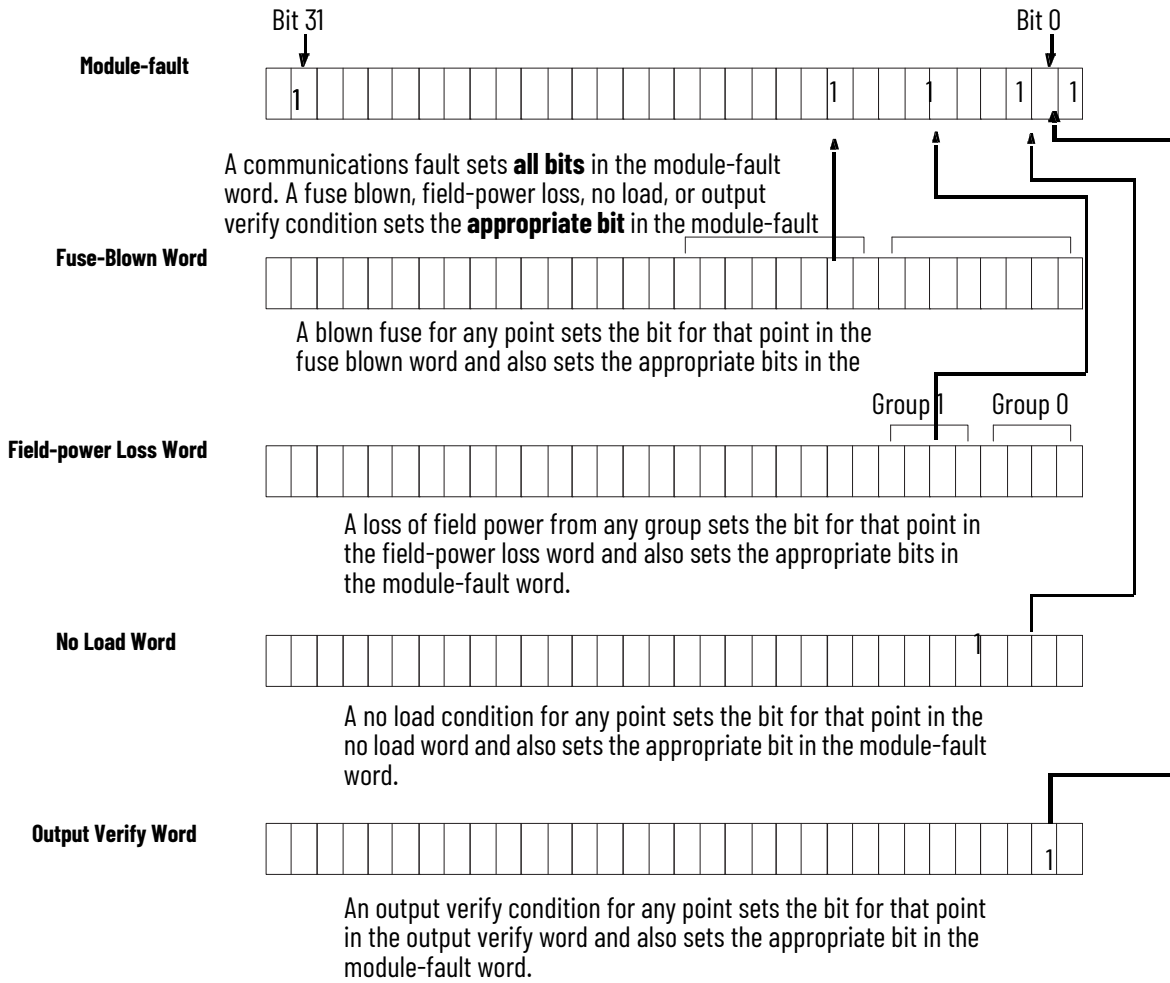 Bit 31
Bit 0
Module-fault
1 1 1 1 1
A communications fault sets all bits in the module-fault
word. A fuse blown, field-power loss, no load, or output
verify condition sets the appropriate bit in the module-fault
Fuse-Blown Word
A blown fuse for any point sets the bit for that point in the
fuse blown word and also sets the appropriate bits in the
Group 1
Group 0
Field-power Loss Word
A loss of field power from any group sets the bit for that point in
the field-power loss word and also sets the appropriate bits in
the module-fault word.
No Load Word
1
A no load condition for any point sets the bit for that point in the
no load word and also sets the appropriate bit in the module-fault
word.
Output Verify Word
1
An output verify condition for any point sets the bit for that point
in the output verify word and also sets the appropriate bit in the
module-fault word.